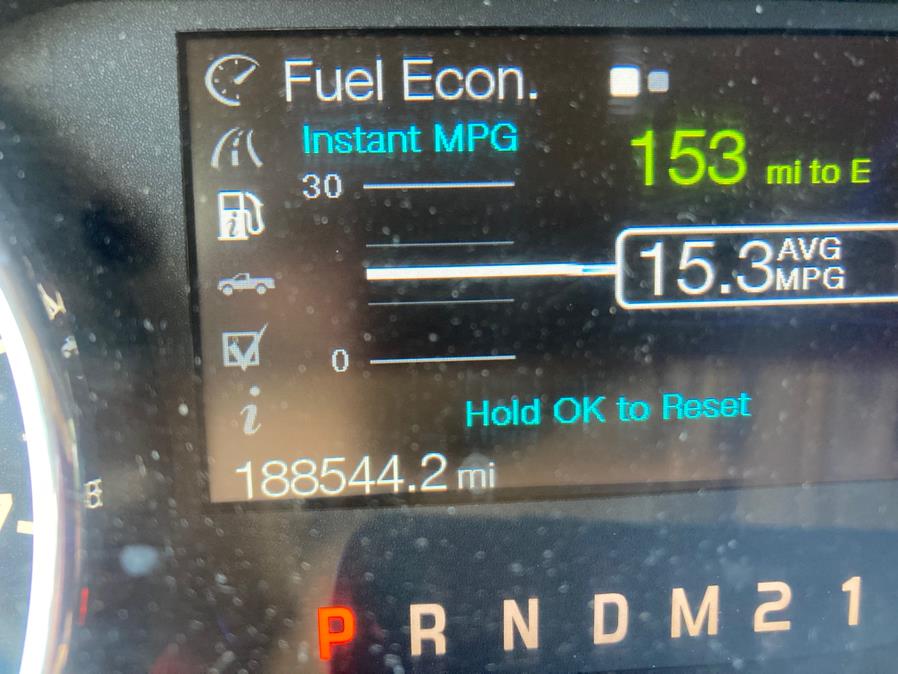 Fuel Econ.
Instant MPG
153 mi to E
30
15.3 AVG MPG
0
Hold OK to Reset
188544.2 mi
P R N D M 2 1